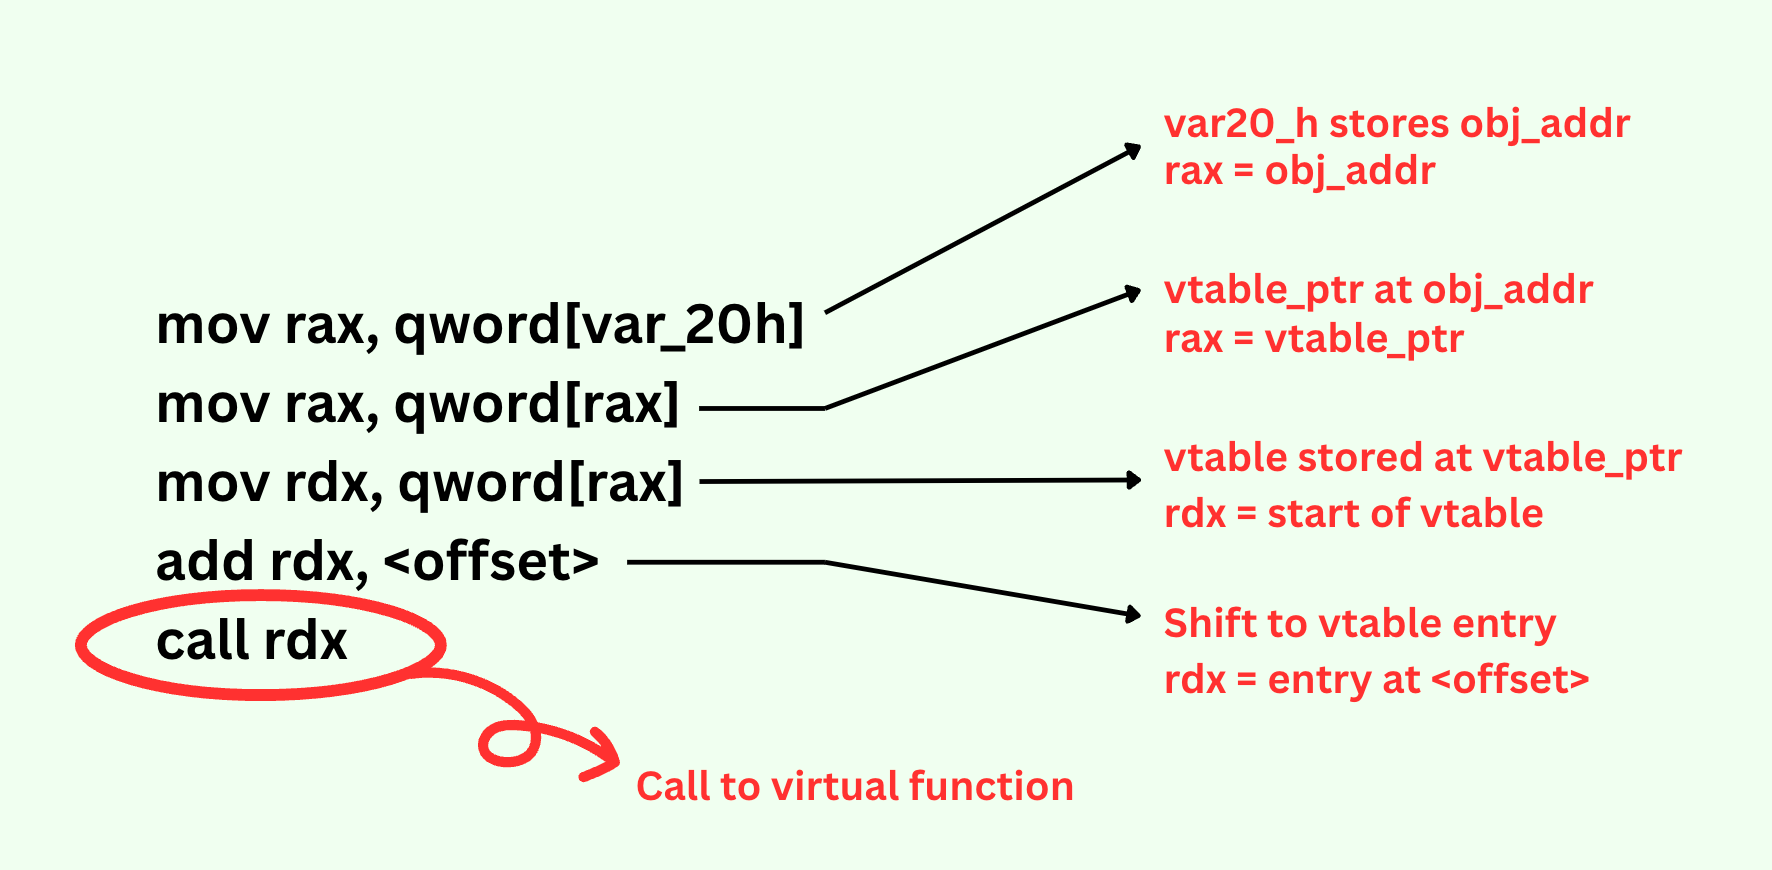 var20_h stores obj_addr
rax = obj_addr
vtable_ptr at obj_addr
rax = vtable_ptr
mov rax, qword[var_20h]
mov rax, qword[rax]
mov rdx, qword[rax]
add rdx, <offset>
call rdx
vtable stored at vtable_ptr
rdx = start of vtable
Shift to vtable entry
rdx = entry at <offset>
Call to virtual function